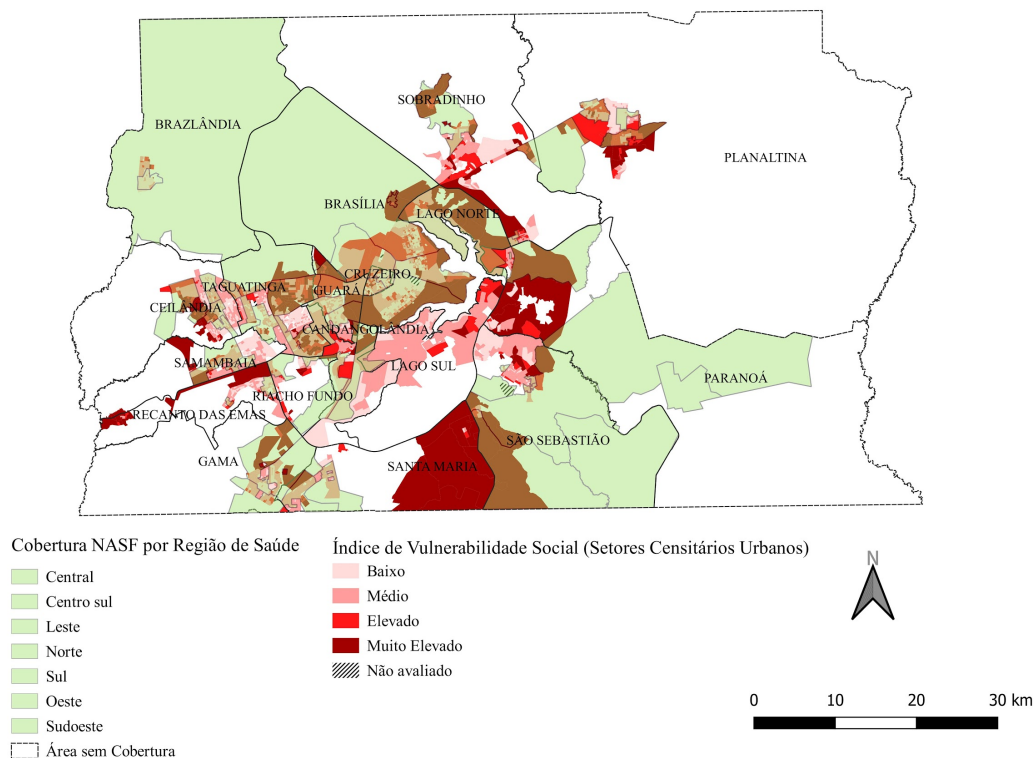 SOBRADINHO
BRAZLÂNDIA
PLANALTINA
BRASÍLIA
LAGO NORTE
CRUZEIRO
TAGUATINGA
GUARÁ
CEILÂNDIA
CANDANGOLÂNDIA
SAMAMBAIA
LAGO SUL
PARANOÁ
RIACHO FUNDO
RECANTO DAS EMAS
SÃO SEBASTIÃO
GAMA
SANTA MARIA
Cobertura NASF por Região de Saúde
Central
Centro sul
Leste
Norte
Sul
Oeste
Sudoeste
Área sem Cobertura
Índice de Vulnerabilidade Social (Setores Censitários Urbanos)
Baixo
Médio
Elevado
Muito Elevado
Não avaliado
N
0 10 20 30 km